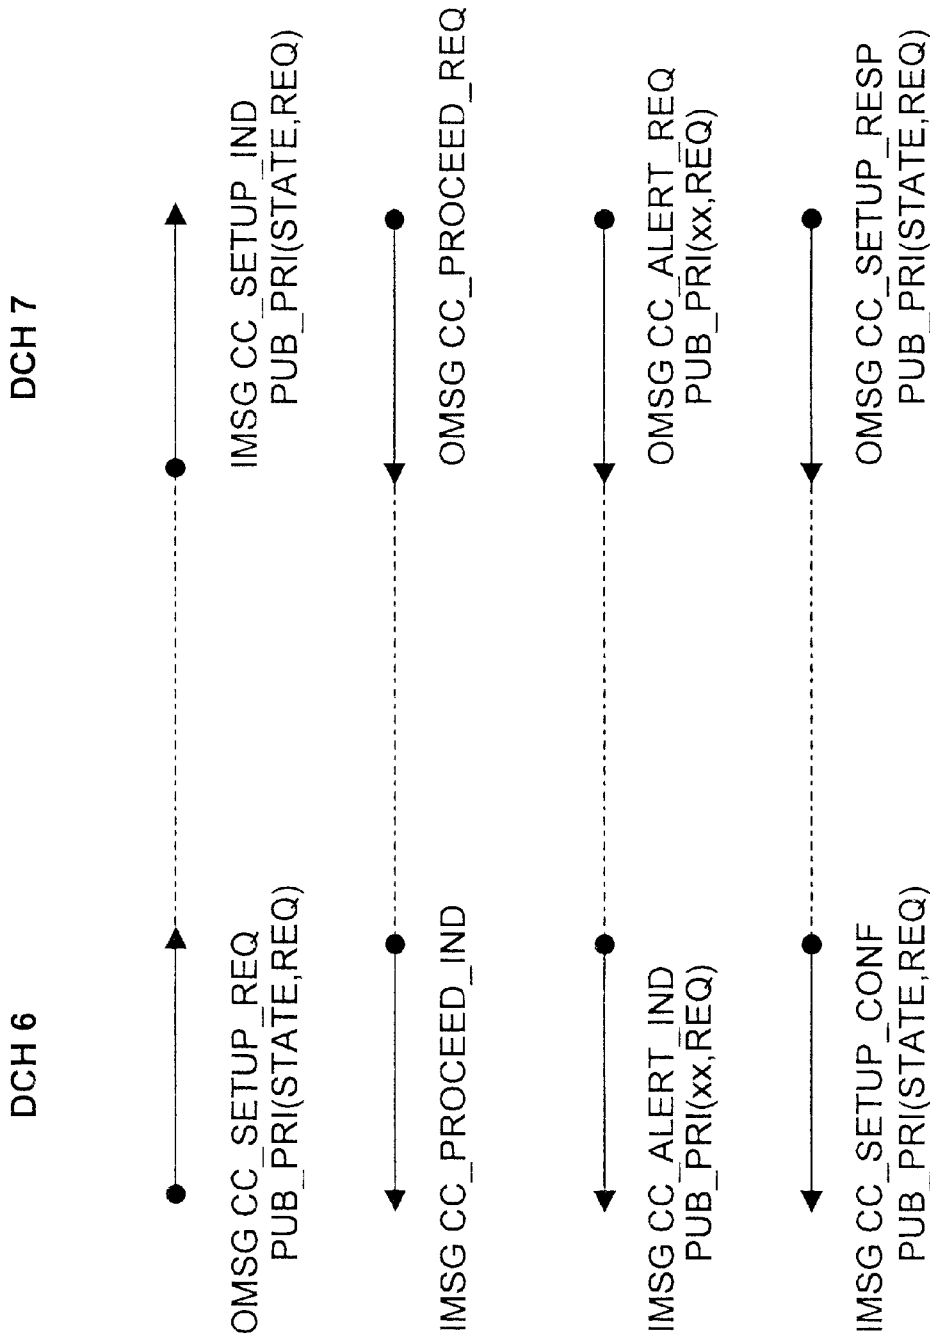 DCH 6
DCH 7
OMSG CC_SETUP_REQ
PUB_PRI(STATE,REQ)
IMSG CC_SETUP_IND
PUB_PRI(STATE,REQ)
IMSG CC_PROCEED_IND
OMSG CC_PROCEED_REQ
IMSG CC_ALERT_IND
PUB_PRI(xx,REQ)
OMSG CC_ALERT_REQ
PUB_PRI(xx,REQ)
IMSG CC_SETUP_CONF
PUB_PRI(STATE,REQ)
OMSG CC_SETUP_RESP
PUB_PRI(STATE,REQ)